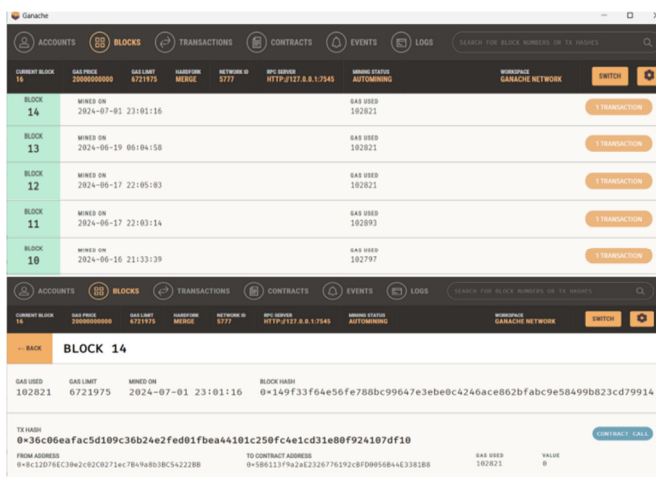 Ganache
ACCOUNTS BLOCKS TRANSACTIONS CONTRACTS EVENTS LOGS SEARCH FOR BLOCK NUMBERS OR TX HASHES
CURRENT BLOCK GAS PRICE GAS LIMIT HARDFORK NETWORK ID RPC SERVER MINING STATUS WORKSPACE
16 20000000000 6721975 MERGE 5777 HTTP://127.0.0.1:7545 AUTOMINING GANACHE NETWORK SWITCH
BLOCK MINED ON GAS USED
14 2024-07-01 23:01:16 102821 1 TRANSACTION
BLOCK MINED ON GAS USED
13 2024-06-19 06:04:58 102821 1 TRANSACTION
BLOCK MINED ON GAS USED
12 2024-06-17 22:05:03 102821 1 TRANSACTION
BLOCK MINED ON GAS USED
11 2024-06-17 22:03:14 102893 1 TRANSACTION
BLOCK MINED ON GAS USED
10 2024-06-16 21:33:39 102797 1 TRANSACTION
ACCOUNTS BLOCKS TRANSACTIONS CONTRACTS EVENTS LOGS SEARCH FOR BLOCK NUMBERS OR TX HASHES
CURRENT BLOCK GAS PRICE GAS LIMIT HARDFORK NETWORK ID RPC SERVER MINING STATUS WORKSPACE
16 20000000000 6721975 MERGE 5777 HTTP://127.0.0.1:7545 AUTOMINING GANACHE NETWORK SWITCH
← BACK BLOCK 14
GAS USED GAS LIMIT MINED ON BLOCK HASH
102821 6721975 2024-07-01 23:01:16 0×149f33f64e56fe788bc99647e3ebe0c4246ace862bfabc9e58499b823cd79914
TX HASH
0×36c06eafac5d109c36b24e2fed01fbea44101c250fc4e1cd31e80f924107df10 CONTRACT CALL
FROM ADDRESS TO CONTRACT ADDRESS GAS USED VALUE
0×8c12D76EC30e2c02C0271ec7B49a8b3BC54222BB 0×5B6113f9a2aE2326776192cBFD0056B44E3381B8 102821 0